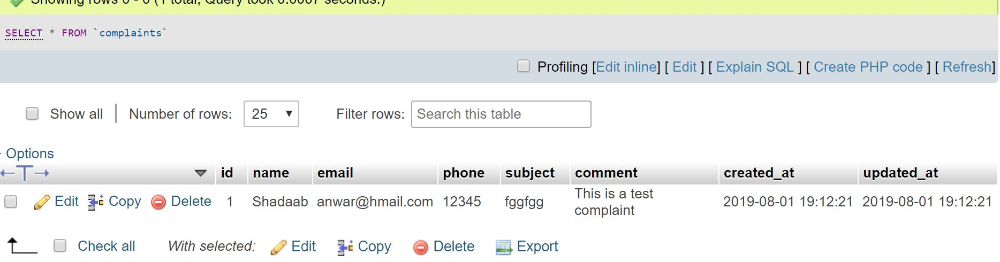 Showing rows 0 - 0 (1 total, Query took 0.0007 seconds.)
SELECT * FROM `complaints`
Profiling [Edit inline] [ Edit ] [ Explain SQL ] [ Create PHP code ] [ Refresh]
Show all Number of rows: 25 Filter rows: Search this table
Options
id name email phone subject comment created_at updated_at
Edit Copy Delete 1 Shadaab anwar@hmail.com 12345 fggfgg This is a test complaint 2019-08-01 19:12:21 2019-08-01 19:12:21
Check all With selected: Edit Copy Delete Export